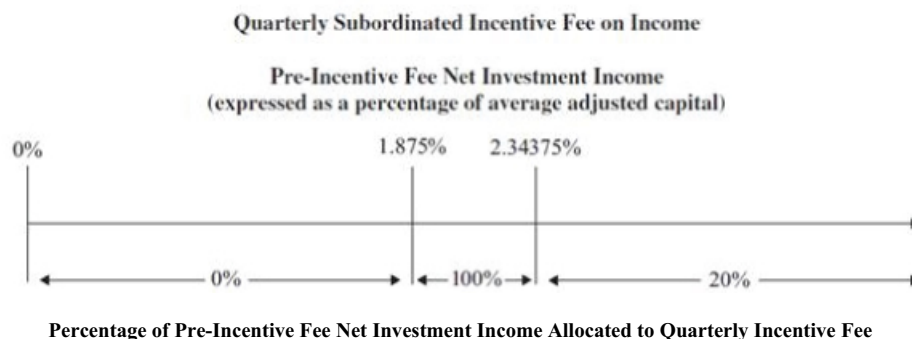 Quarterly Subordinated Incentive Fee on Income
Pre-Incentive Fee Net Investment Income
(expressed as a percentage of average adjusted capital)
0% 1.875% 2.34375%
0% 100% 20%
Percentage of Pre-Incentive Fee Net Investment Income Allocated to Quarterly Incentive Fee